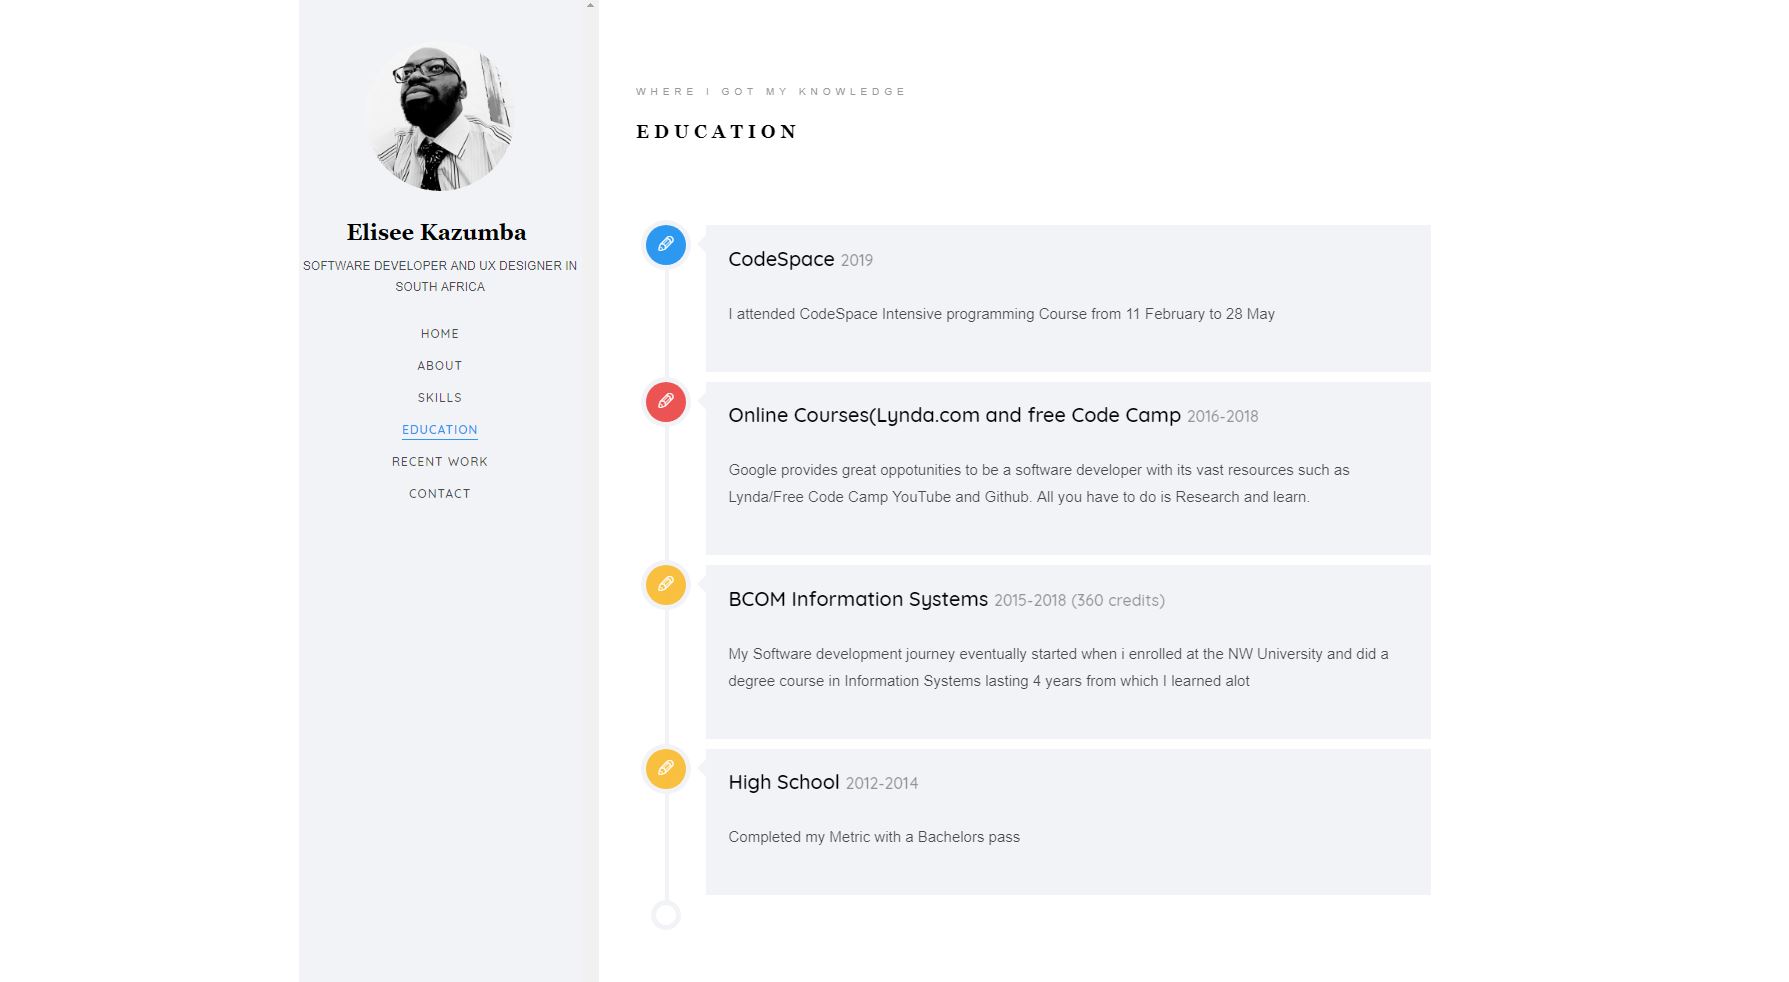 Elisee Kazumba
SOFTWARE DEVELOPER AND UX DESIGNER IN
SOUTH AFRICA
HOME
ABOUT
SKILLS
EDUCATION
RECENT WORK
CONTACT
WHERE I GOT MY KNOWLEDGE
EDUCATION
CodeSpace 2019
I attended CodeSpace Intensive programming Course from 11 February to 28 May
Online Courses(Lynda.com and free Code Camp 2016-2018
Google provides great oppotunities to be a software developer with its vast resources such as
Lynda/Free Code Camp YouTube and Github. All you have to do is Research and learn.
BCOM Information Systems 2015-2018 (360 credits)
My Software development journey eventually started when i enrolled at the NW University and did a
degree course in Information Systems lasting 4 years from which I learned alot
High School 2012-2014
Completed my Metric with a Bachelors pass